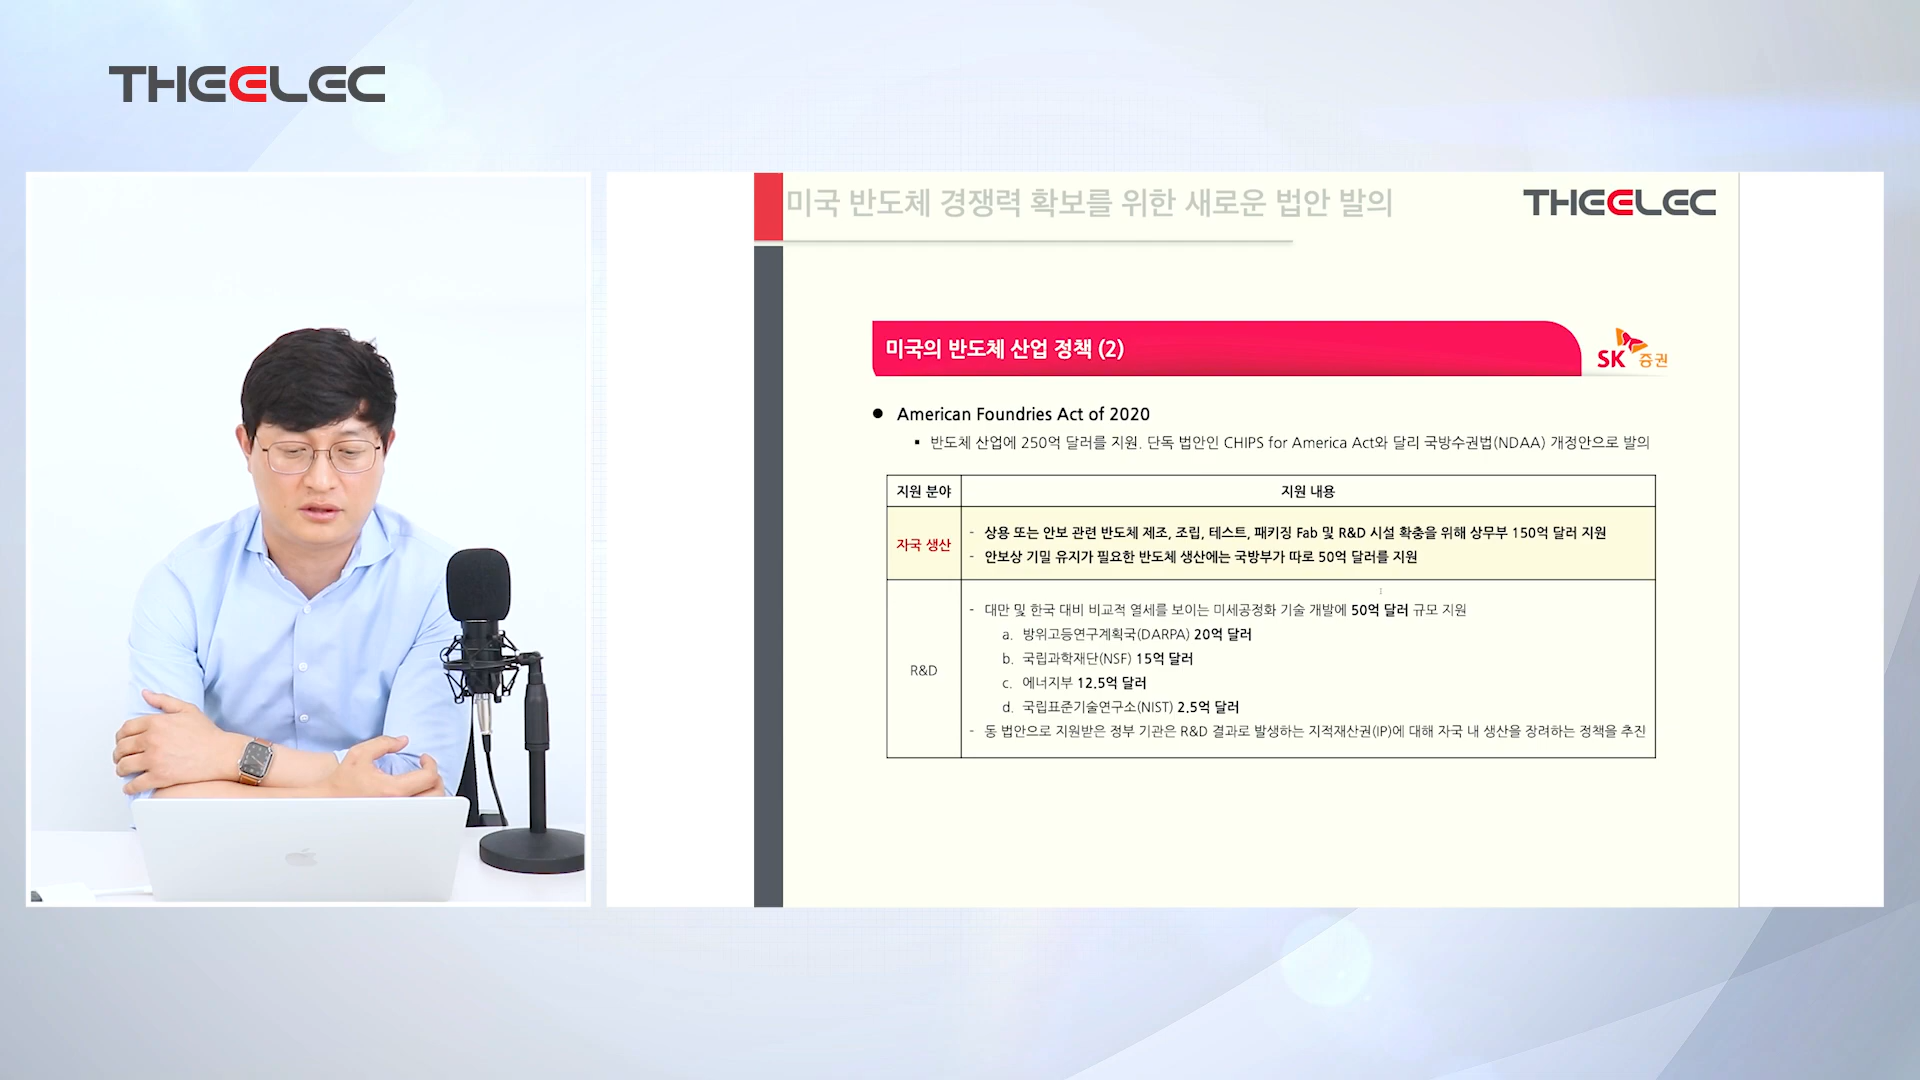 THEELEC
미국 반도체 경쟁력 확보를 위한 새로운 법안 발의
THEELEC
미국의 반도체 산업 정책 (2)
SK 증권
● American Foundries Act of 2020
▪ 반도체 산업에 250억 달러를 지원. 단독 법안인 CHIPS for America Act와 달리 국방수권법(NDAA) 개정안으로 발의
지원 분야 지원 내용
자국 생산
- 상용 또는 안보 관련 반도체 제조, 조립, 테스트, 패키징 Fab 및 R&D 시설 확충을 위해 상무부 150억 달러 지원
- 안보상 기밀 유지가 필요한 반도체 생산에는 국방부가 따로 50억 달러를 지원
R&D
- 대만 및 한국 대비 비교적 열세를 보이는 미세공정화 기술 개발에 50억 달러 규모 지원
a. 방위고등연구계획국(DARPA) 20억 달러
b. 국립과학재단(NSF) 15억 달러
c. 에너지부 12.5억 달러
d. 국립표준기술연구소(NIST) 2.5억 달러
- 동 법안으로 지원받은 정부 기관은 R&D 결과로 발생하는 지적재산권(IP)에 대해 자국 내 생산을 장려하는 정책을 추진